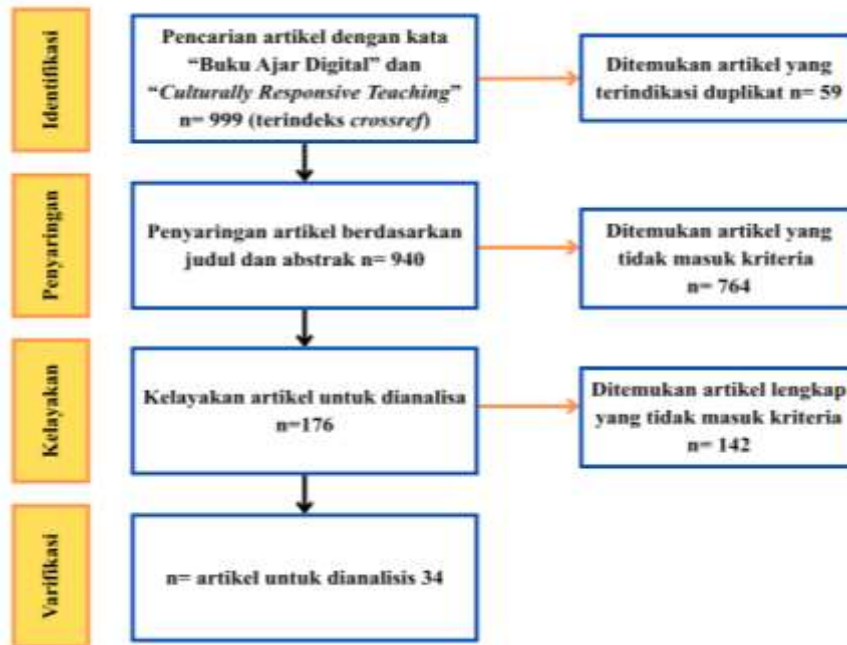 Identifikasi
Pencarian artikel dengan kata
“Buku Ajar Digital” dan
“Culturally Responsive Teaching”
n= 999 (terindeks crossref)
Ditemukan artikel yang
terindikasi duplikat n= 59
Penyaringan
Penyaringan artikel berdasarkan
judul dan abstrak n= 940
Ditemukan artikel yang
tidak masuk kriteria
n= 764
Kelayakan
Kelayakan artikel untuk dianalisa
n=176
Ditemukan artikel lengkap
yang tidak masuk kriteria
n= 142
Varifikasi
n= artikel untuk dianalisis 34